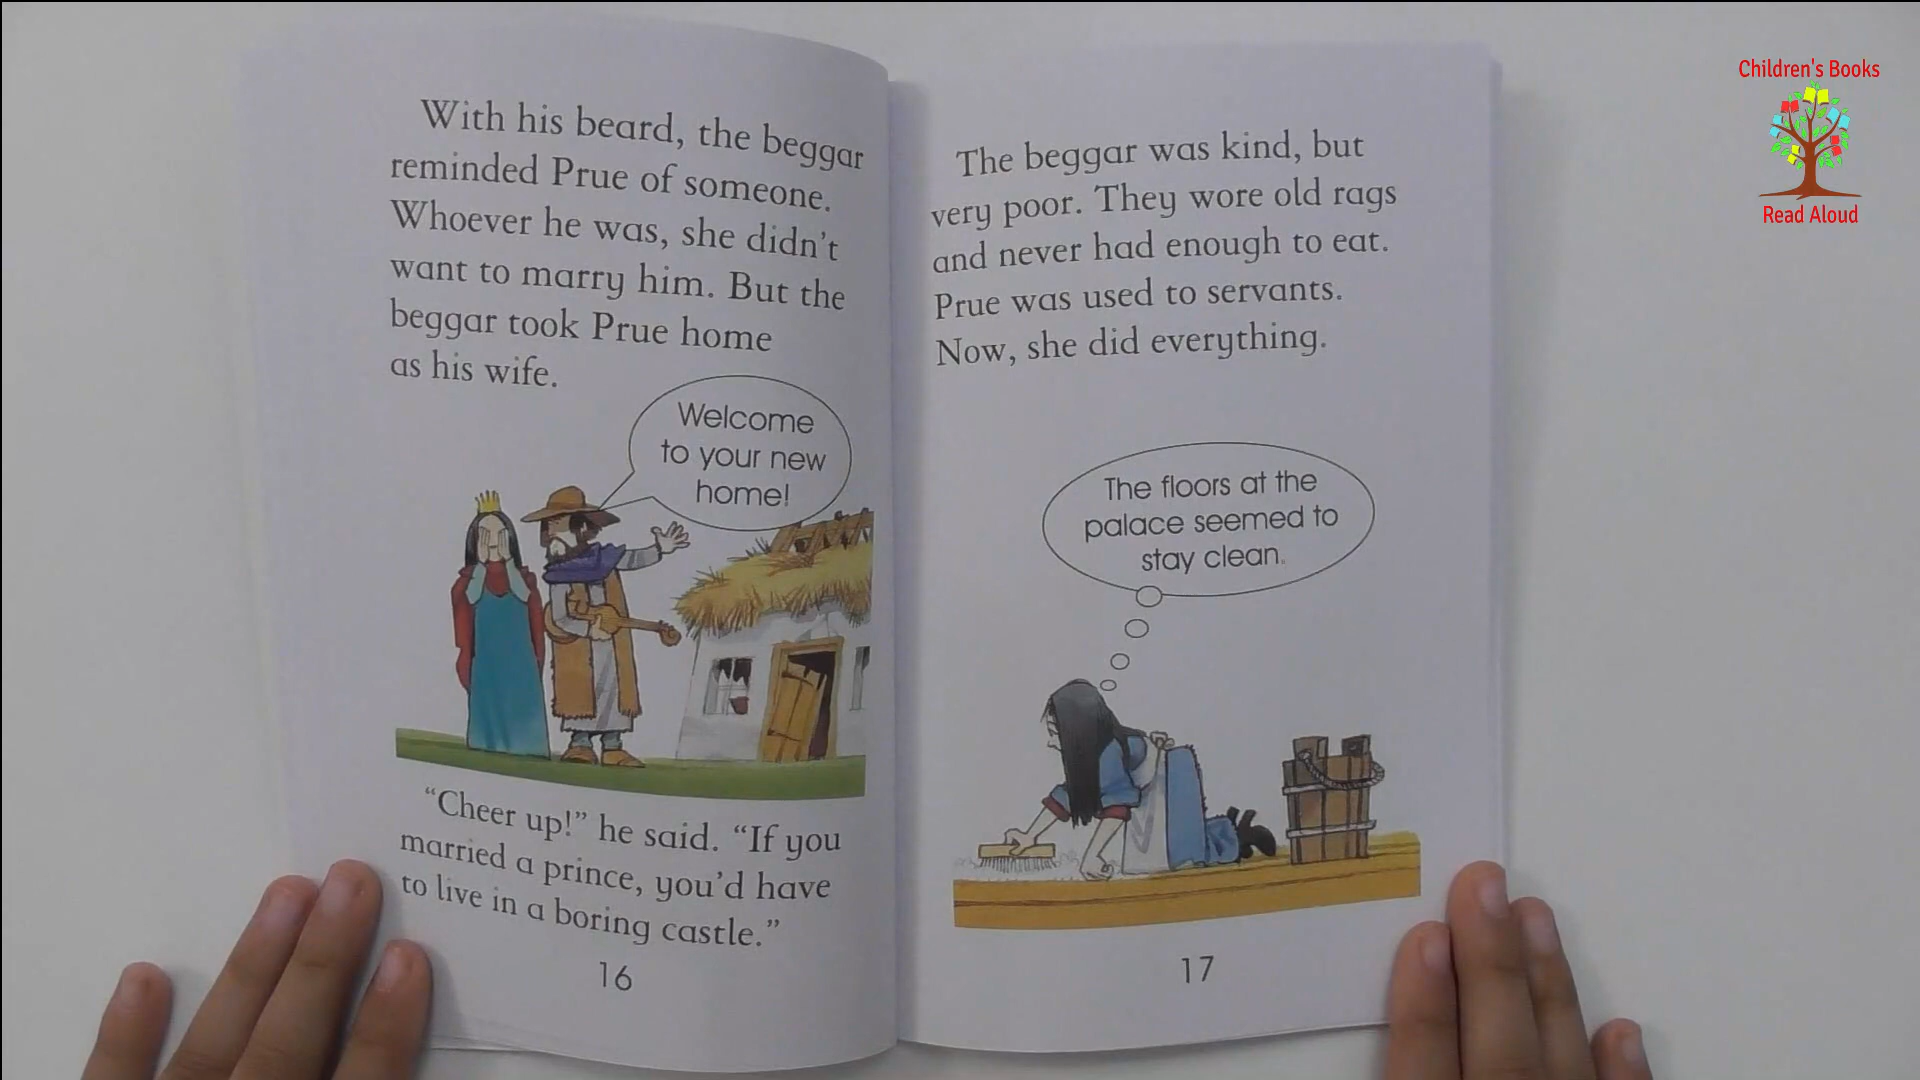 With his beard, the beggar
reminded Prue of someone.
Whoever he was, she didn't
want to marry him. But the
beggar took Prue home
as his wife.
Welcome
to your new
home!
“Cheer up!” he said. “If you
married a prince, you'd have
to live in a boring castle.”
16
The beggar was kind, but
very poor. They wore old rags
and never had enough to eat.
Prue was used to servants.
Now, she did everything.
The floors at the
palace seemed to
stay clean.
17
Children's Books
Read Aloud